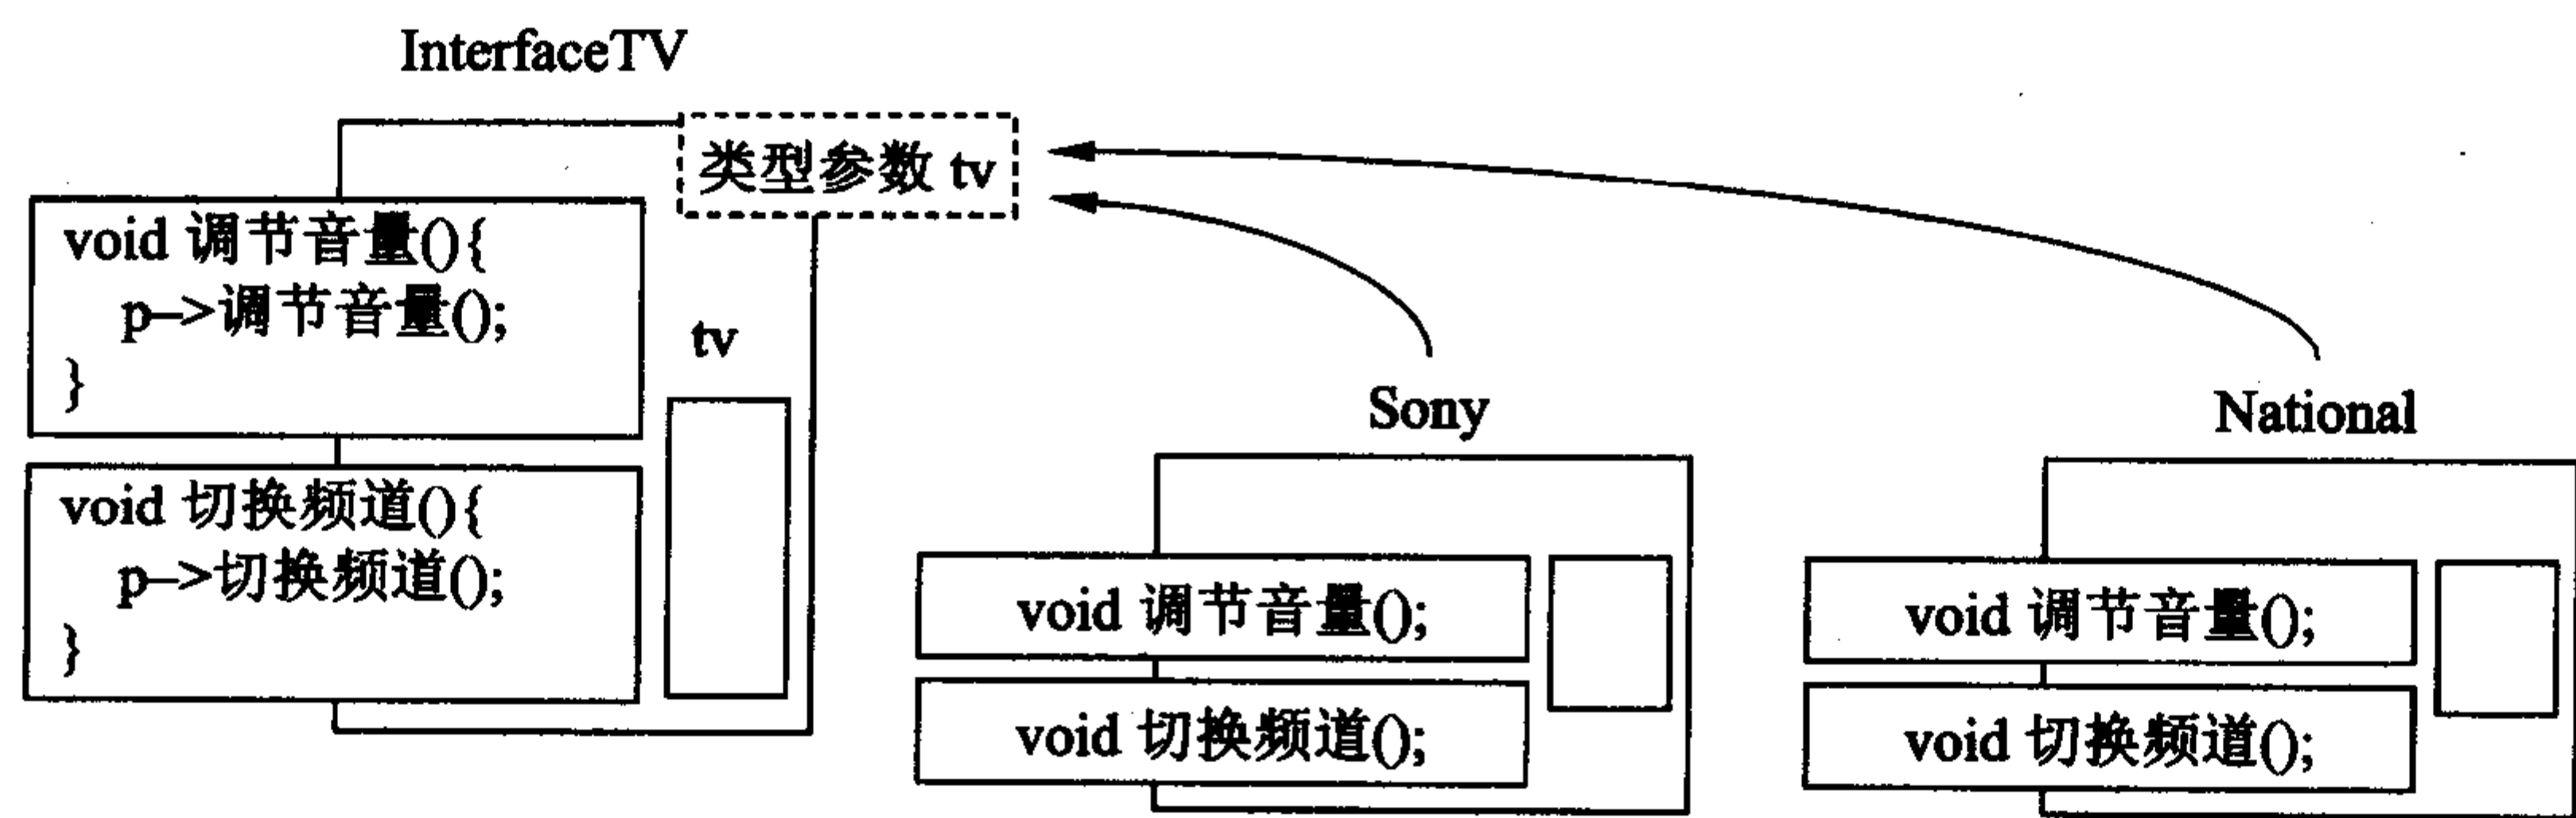 InterfaceTV
类型参数 tv
void 调节音量(){
p–>调节音量();
}
tv
void 切换频道(){
p–>切换频道();
}
Sony
void 调节音量();
void 切换频道();
National
void 调节音量();
void 切换频道();